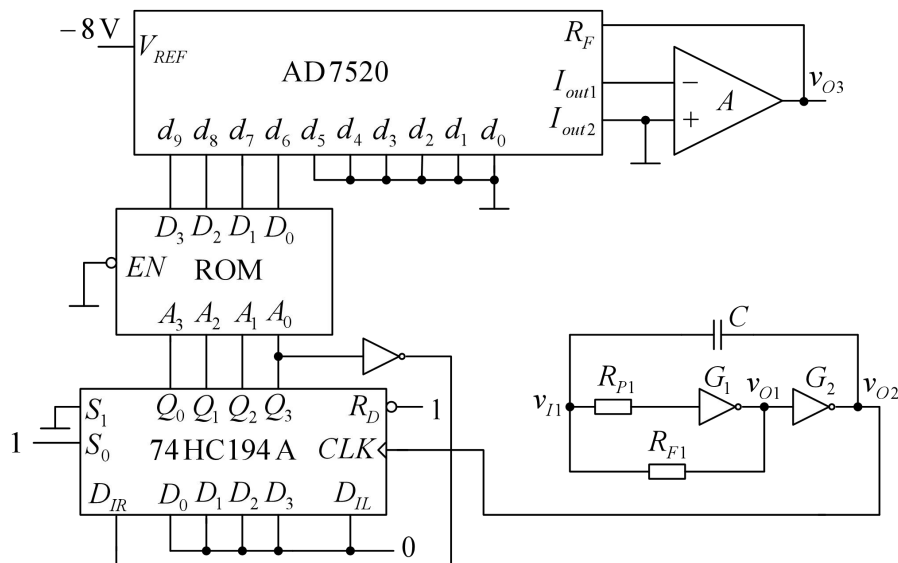 −8V
V_REF
AD7520
R_F
I_out1
I_out2
−
+
A
v_O3
d_9 d_8 d_7 d_6 d_5 d_4 d_3 d_2 d_1 d_0
D_3 D_2 D_1 D_0
EN ROM
A_3 A_2 A_1 A_0
S_1 Q_0 Q_1 Q_2 Q_3 R_D 1
1 S_0 74HC194A CLK
D_IR D_0 D_1 D_2 D_3 D_IL
0
C
R_P1 G_1 G_2
v_I1 v_O1 v_O2
R_F1